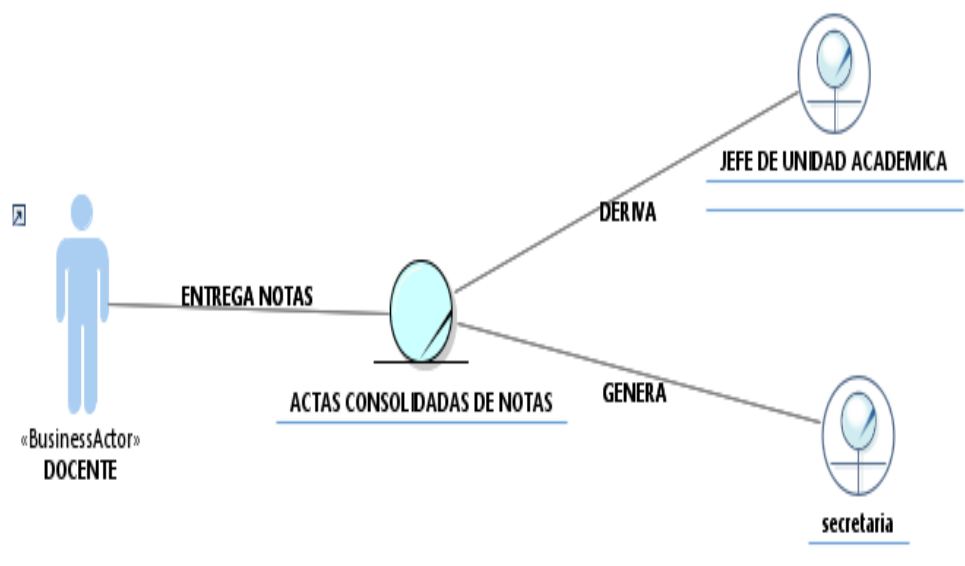 JEFE DE UNIDAD ACADEMICA
DERIVA
ENTREGA NOTAS
ACTAS CONSOLIDADAS DE NOTAS
GENERA
«BusinessActor»
DOCENTE
secretaria